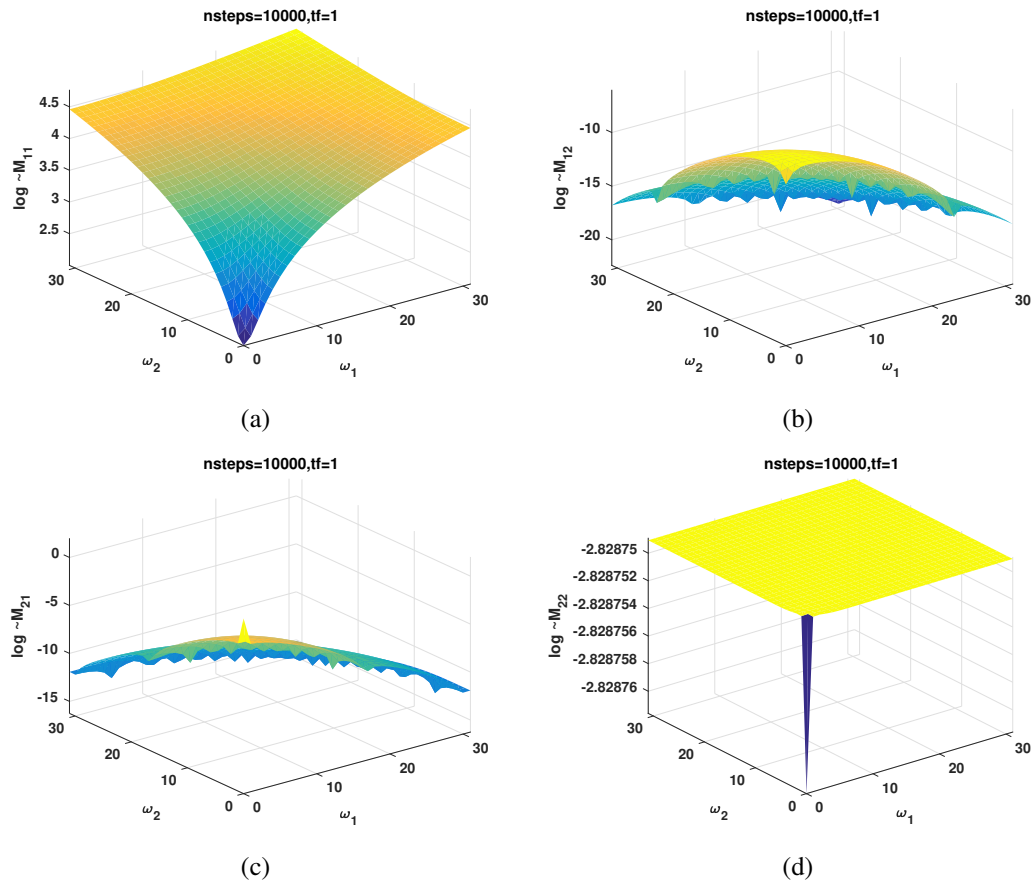 nsteps=10000,tf=1
4.5
4
3.5
3
2.5
log ~M11
30
20
10
0
ω2
0
10
20
30
ω1
(a)
nsteps=10000,tf=1
-10
-15
-20
log ~M12
30
20
10
0
ω2
0
10
20
30
ω1
(b)
nsteps=10000,tf=1
0
-5
-10
-15
log ~M21
30
20
10
0
ω2
0
10
20
30
ω1
(c)
nsteps=10000,tf=1
-2.82875
-2.828752
-2.828754
-2.828756
-2.828758
-2.82876
log ~M22
30
20
10
0
ω2
0
10
20
30
ω1
(d)